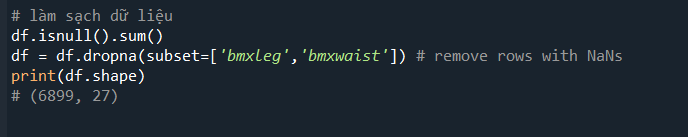 # làm sạch dữ liệu
df.isnull().sum()
df = df.dropna(subset=['bmxleg','bmxwaist']) # remove rows with NaNs
print(df.shape)
# (6899, 27)